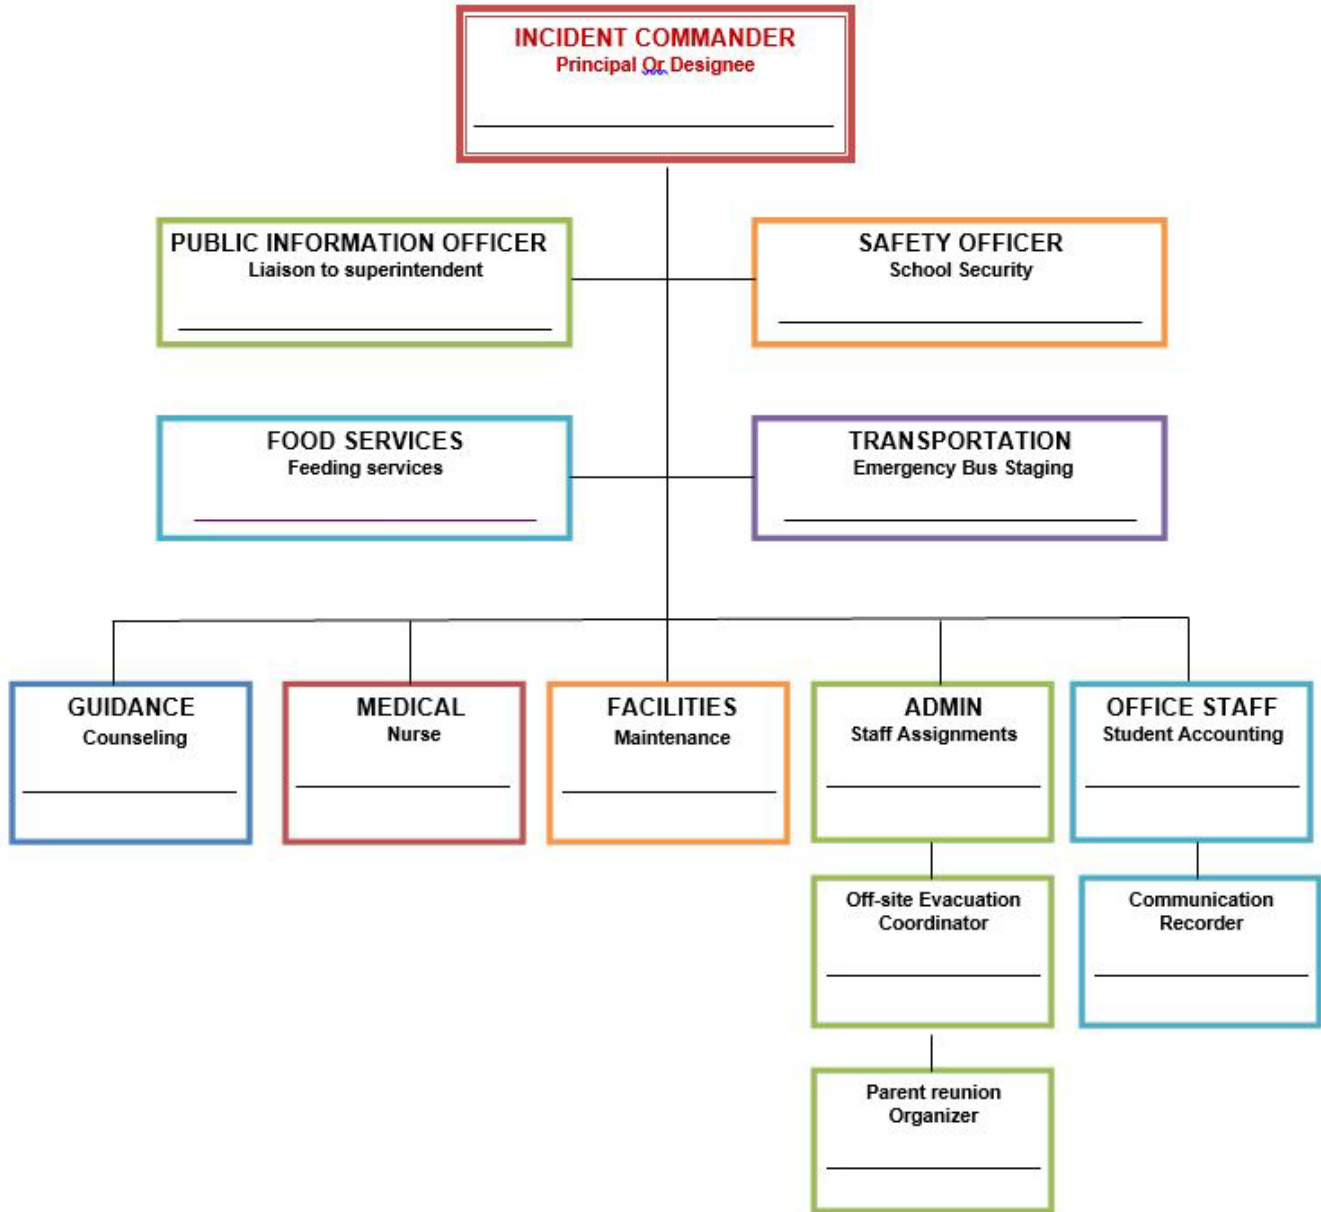 INCIDENT COMMANDER
Principal Or Designee
PUBLIC INFORMATION OFFICER
Liaison to superintendent
SAFETY OFFICER
School Security
FOOD SERVICES
Feeding services
TRANSPORTATION
Emergency Bus Staging
GUIDANCE
Counseling
MEDICAL
Nurse
FACILITIES
Maintenance
ADMIN
Staff Assignments
OFFICE STAFF
Student Accounting
Off-site Evacuation
Coordinator
Communication
Recorder
Parent reunion
Organizer